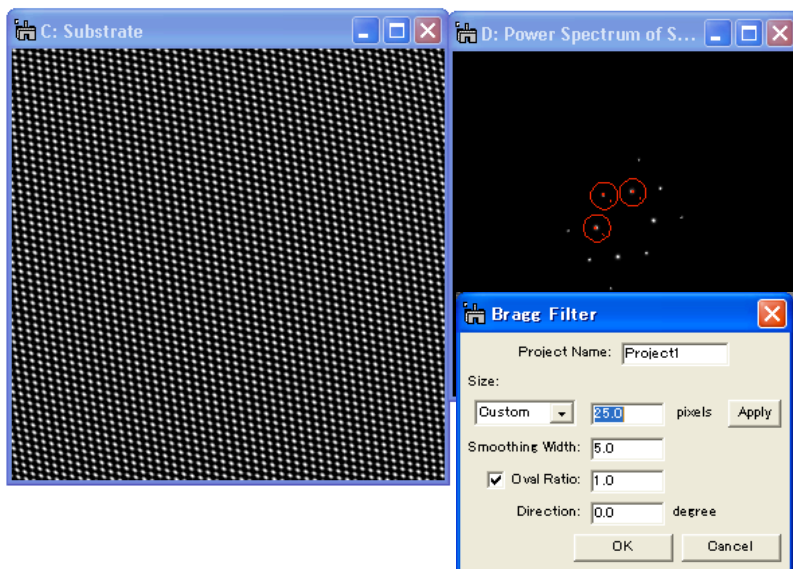 C: Substrate
D: Power Spectrum of S...
Bragg Filter
Project Name: Project1
Size:
Custom 25.0 pixels Apply
Smoothing Width: 5.0
Oval Ratio: 1.0
Direction: 0.0 degree
OK Cancel